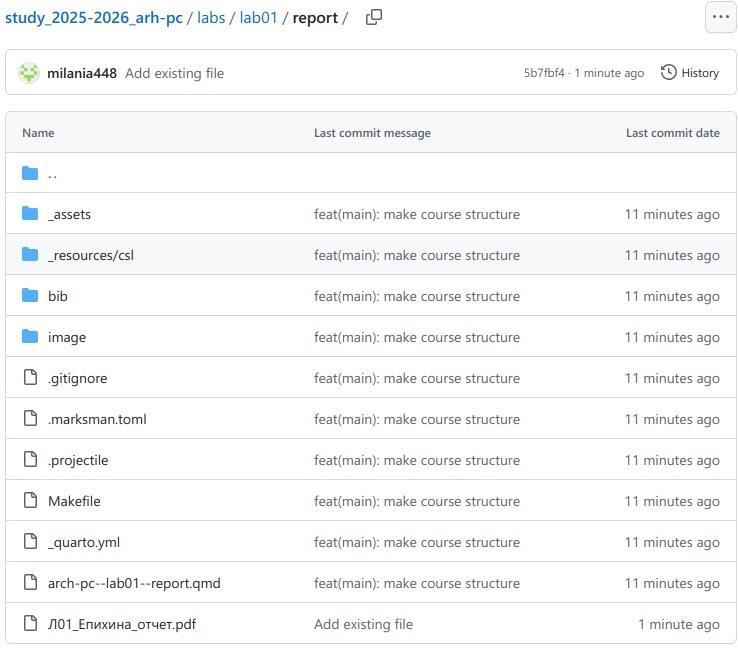 study_2025-2026_arh-pc / labs / lab01 / report /
milania448 Add existing file 5b7fbf4 · 1 minute ago History
Name Last commit message Last commit date
..
_assets feat(main): make course structure 11 minutes ago
_resources/csl feat(main): make course structure 11 minutes ago
bib feat(main): make course structure 11 minutes ago
image feat(main): make course structure 11 minutes ago
.gitignore feat(main): make course structure 11 minutes ago
.marksman.toml feat(main): make course structure 11 minutes ago
.projectile feat(main): make course structure 11 minutes ago
Makefile feat(main): make course structure 11 minutes ago
_quarto.yml feat(main): make course structure 11 minutes ago
arch-pc--lab01--report.qmd feat(main): make course structure 11 minutes ago
Л01_Епихина_отчет.pdf Add existing file 1 minute ago